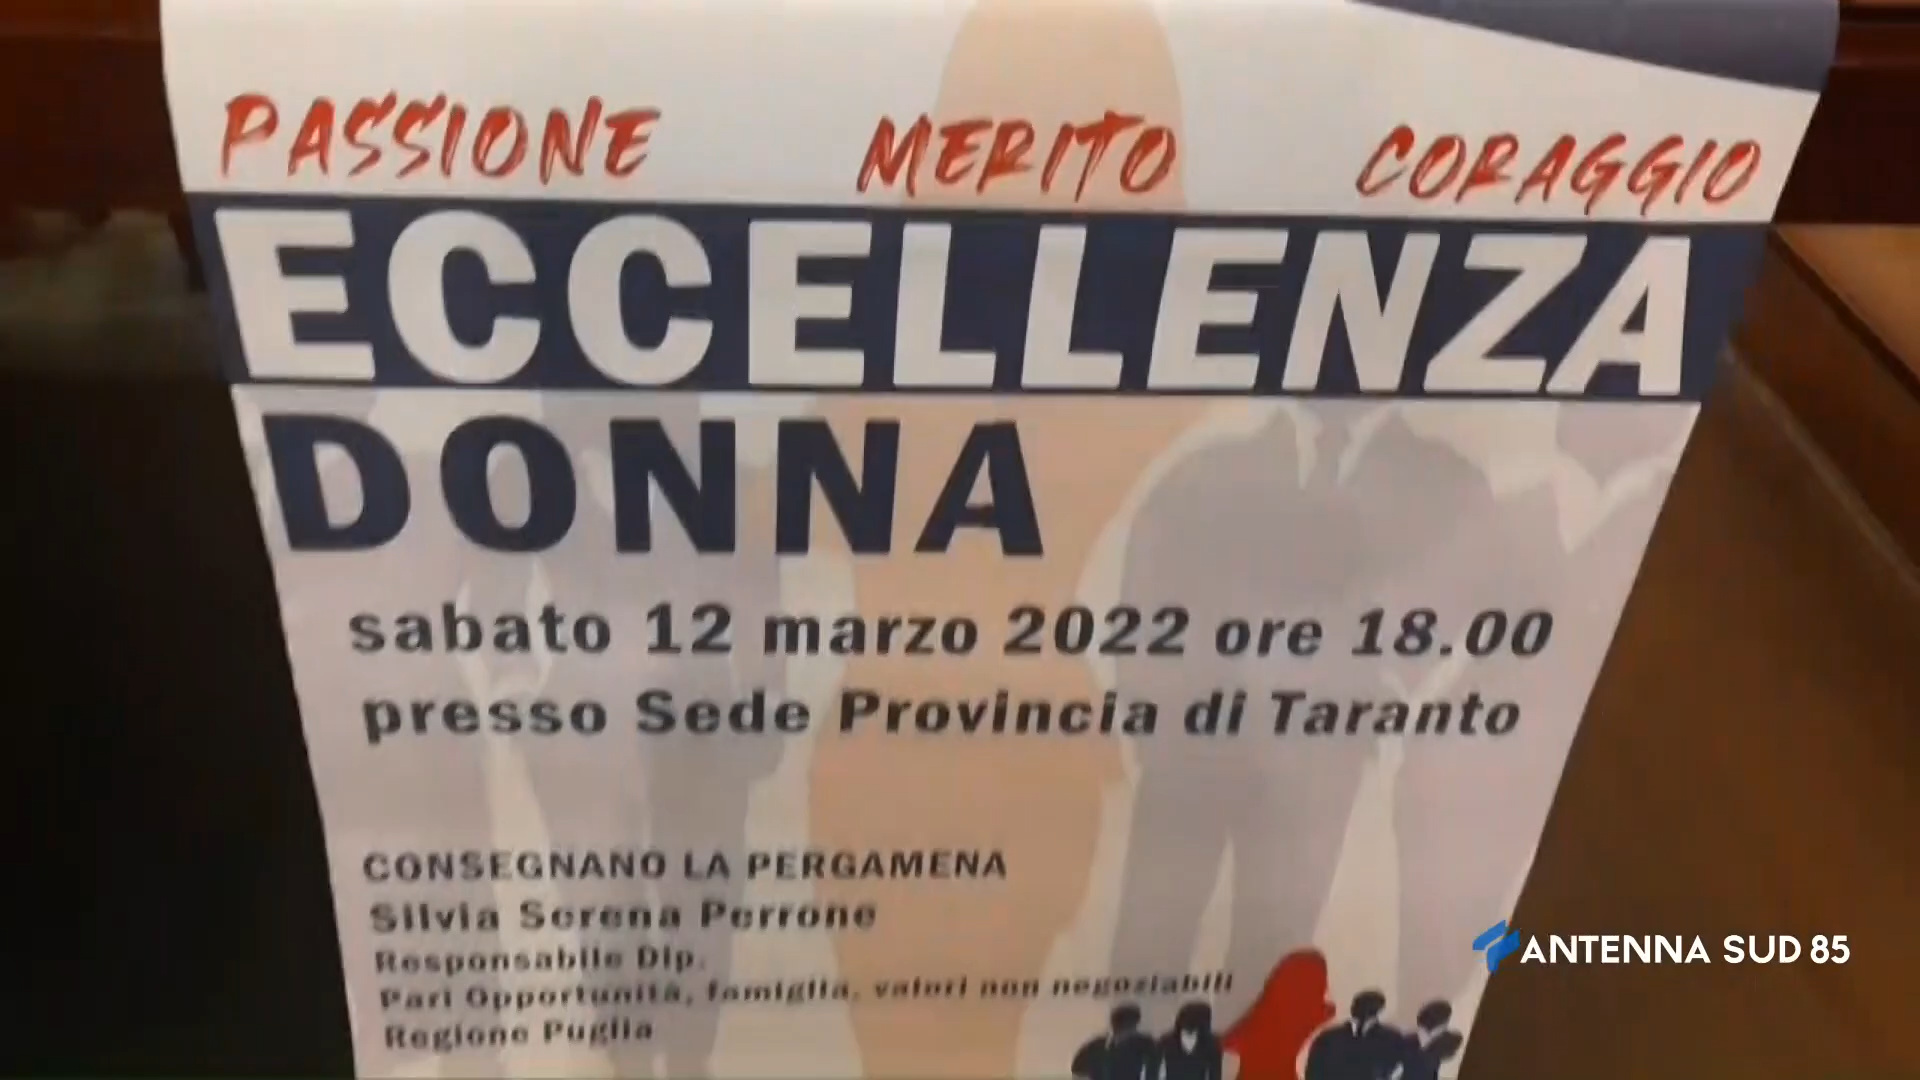 PASSIONE MERITO CORAGGIO
ECCELLENZA
DONNA
sabato 12 marzo 2022 ore 18.00
presso Sede Provincia di Taranto
CONSEGNANO LA PERGAMENA
Silvia Serena Perrone
Responsabile Dip.
Pari Opportunità, famiglia, valori non negoziabili
Regione Puglia
ANTENNA SUD 85